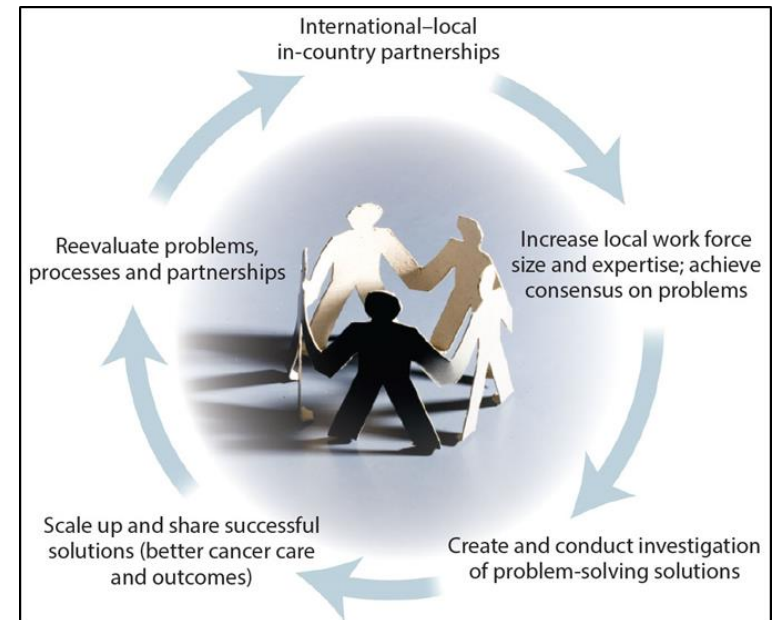 International–local
in-country partnerships
Increase local work force
size and expertise; achieve
consensus on problems
Create and conduct investigation
of problem-solving solutions
Scale up and share successful
solutions (better cancer care
and outcomes)
Reevaluate problems,
processes and partnerships